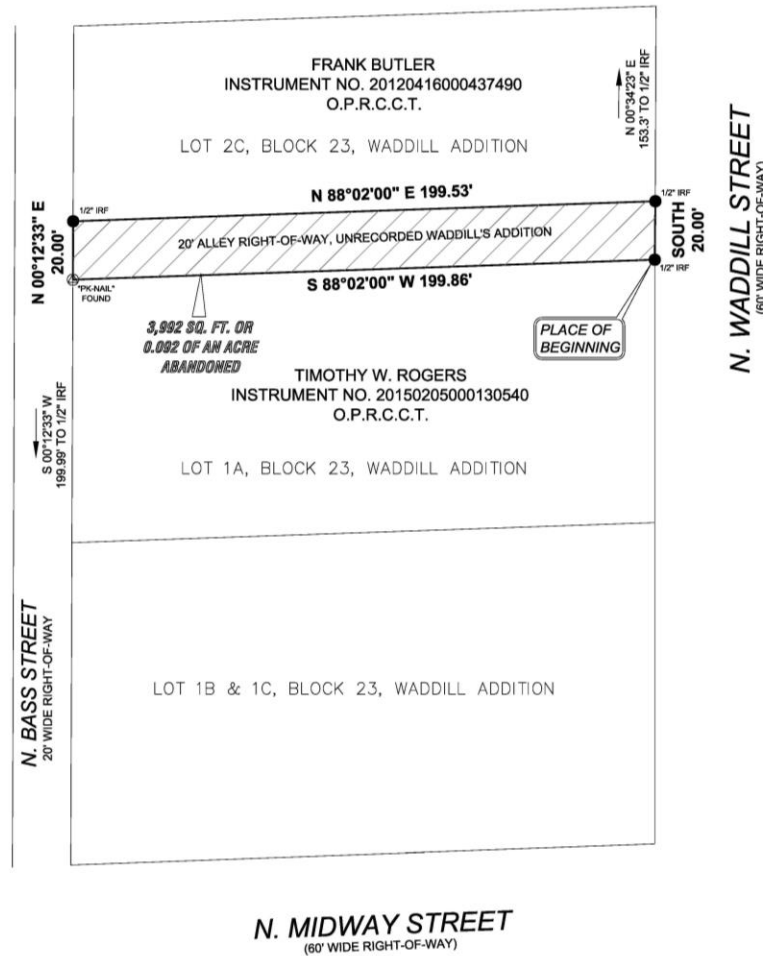 FRANK BUTLER
INSTRUMENT NO. 20120416000437490
O.P.R.C.C.T.
N 00°34'23" E
153.3' TO 1/2" IRF
LOT 2C, BLOCK 23, WADDILL ADDITION
N 88°02'00" E 199.53'
1/2" IRF
1/2" IRF
N 00°12'33" E
20.00'
20' ALLEY RIGHT-OF-WAY, UNRECORDED WADDILL'S ADDITION
SOUTH
20.00'
N. WADDILL STREET
(60' WIDE RIGHT-OF-WAY)
S 88°02'00" W 199.86'
1/2" IRF
"PK-NAIL"
FOUND
3,992 SQ. FT. OR
0.092 OF AN ACRE
ABANDONED
PLACE OF
BEGINNING
TIMOTHY W. ROGERS
INSTRUMENT NO. 20150205000130540
O.P.R.C.C.T.
S 00°12'33" W
199.99' TO 1/2" IRF
LOT 1A, BLOCK 23, WADDILL ADDITION
N. BASS STREET
20' WIDE RIGHT-OF-WAY
LOT 1B & 1C, BLOCK 23, WADDILL ADDITION
N. MIDWAY STREET
(60' WIDE RIGHT-OF-WAY)